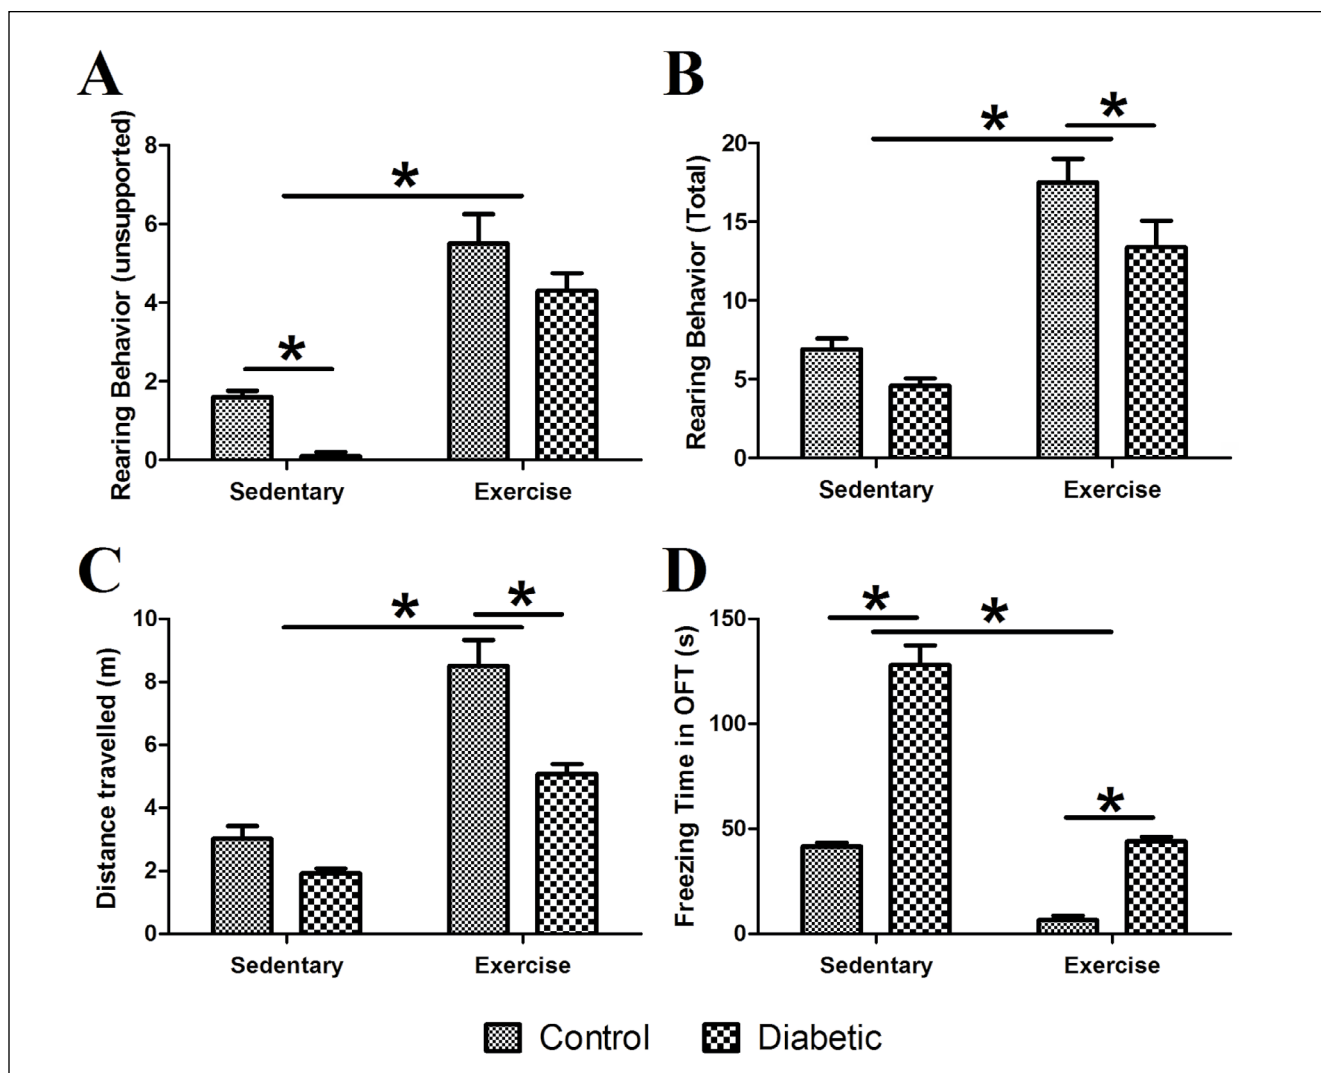 A
Rearing Behavior (unsupported)
8
6
4
2
0
*
*
Sedentary
Exercise
B
Rearing Behavior (Total)
20
15
10
5
0
*
*
Sedentary
Exercise
C
Distance travelled (m)
10
8
6
4
2
0
*
*
Sedentary
Exercise
D
Freezing Time in OFT (s)
150
100
50
0
*
*
*
Sedentary
Exercise
Control
Diabetic